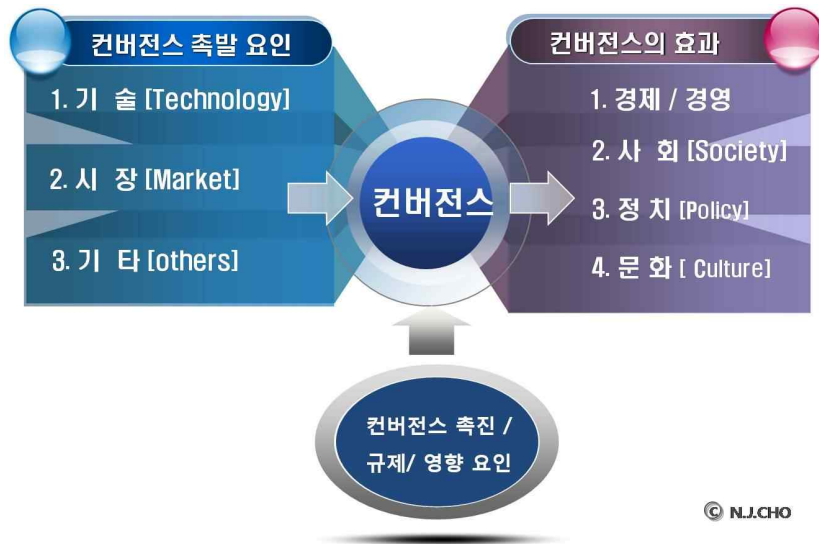 컨버전스 촉발 요인
1. 기 술 [Technology]
2. 시 장 [Market]
3. 기 타 [others]
컨버전스
컨버전스의 효과
1. 경제 / 경영
2. 사 회 [Society]
3. 정 치 [Policy]
4. 문 화 [ Culture]
컨버전스 촉진 /
규제/ 영향 요인
ⓒ N.J.CHO